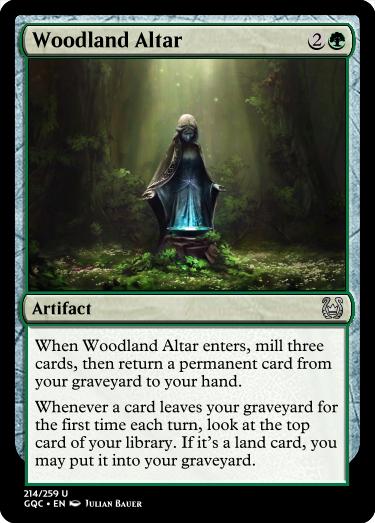 Woodland Altar 2
Artifact
When Woodland Altar enters, mill three
cards, then return a permanent card from
your graveyard to your hand.
Whenever a card leaves your graveyard for
the first time each turn, look at the top
card of your library. If it's a land card, you
may put it into your graveyard.
214/259 U
GQC • EN Julian Bauer